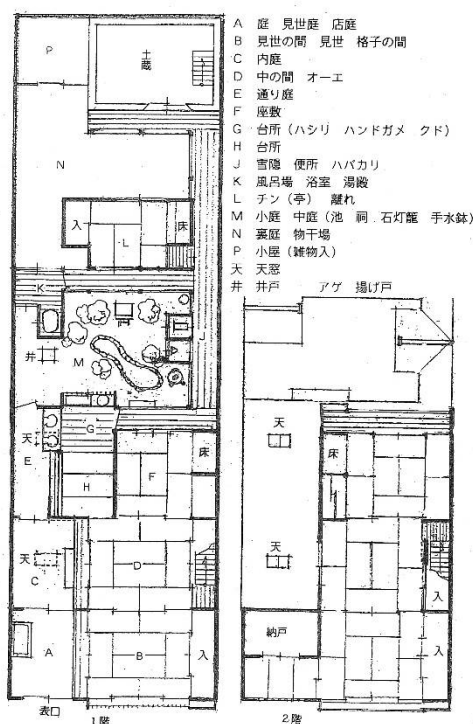 A 庭 見世庭 店庭
B 見世の間 見世 格子の間
C 内庭
D 中の間 オーエ
E 通り庭
F 座敷
G 台所（ハシリ ハンドガメ クド）
H 台所
J 雪隠 便所 ハバカリ
K 風呂場 浴室 湯殿
L チン（亭） 離れ
M 小庭 中庭（池 祠．石灯籠 手水鉢）
N 裏庭 物干場
P 小屋（雑物入）
天 天窓
井 井戸 アゲ 揚げ戸
P
土蔵
N
入
L
床
K
井
M
J
天
E
G
H
F
床
天
C
D
A
B
入
表口
1階
天
床
天
入
納戸
入
2階